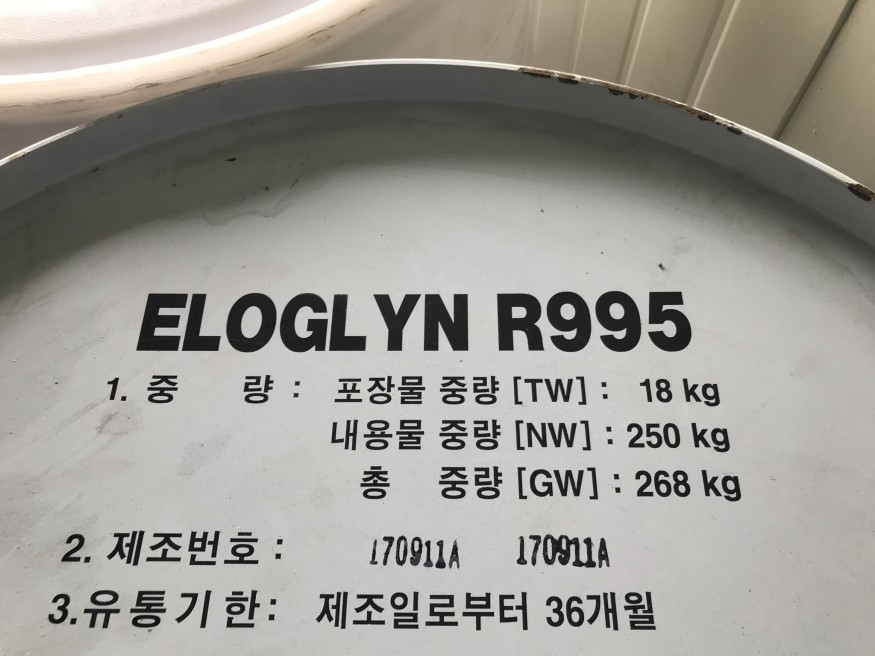 ELOGLYN R995
1. 중 량 : 포장물 중량 [TW] : 18 kg
내용물 중량 [NW] : 250 kg
총 중량 [GW] : 268 kg
2. 제조번호 : 170911A 170911A
3.유통기한: 제조일로부터 36개월